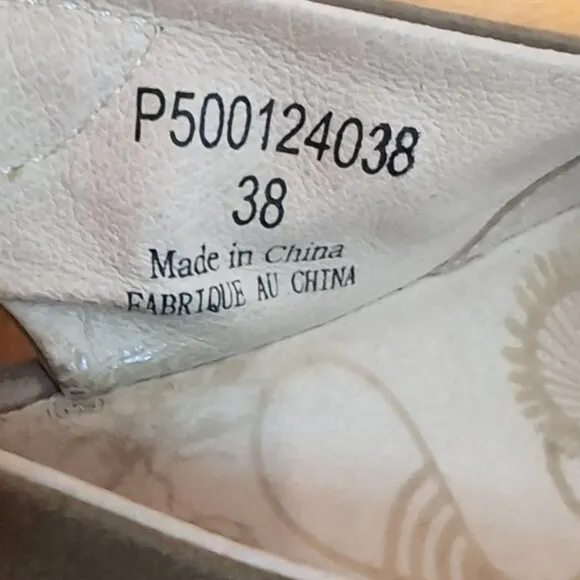 P500124038
38
Made in China
FABRIQUE AU CHINA